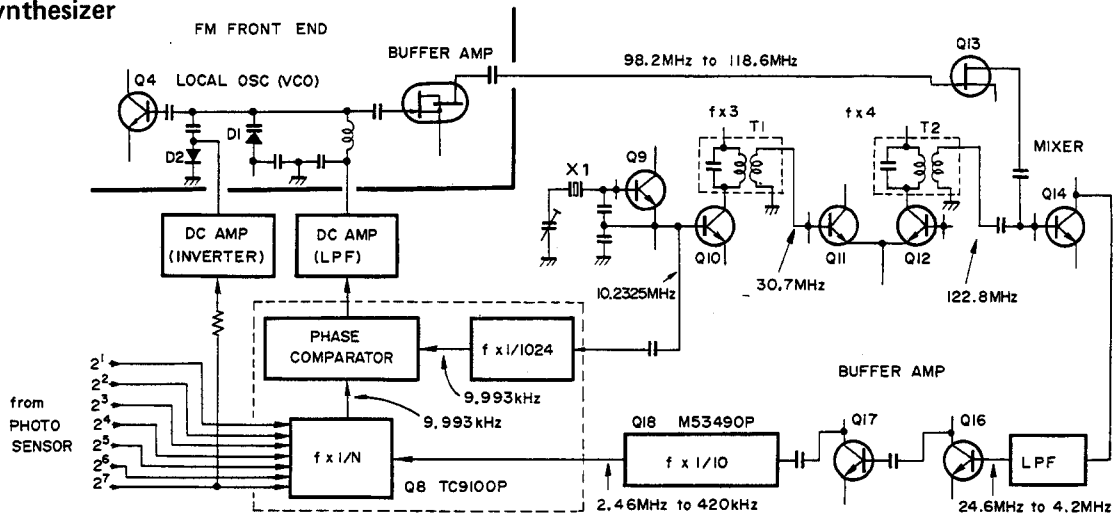 ynthesizer
FM FRONT END
BUFFER AMP
Q4
LOCAL OSC (VCO)
D1
D2
98.2MHz to 118.6MHz
Q13
f x 3
T1
f x 4
T2
MIXER
X1
Q9
Q14
DC AMP
(INVERTER)
DC AMP
(LPF)
Q10
Q11
Q12
10.2325MHz
30.7MHz
122.8MHz
PHASE
COMPARATOR
f x 1/1024
9.993kHz
9.993kHz
BUFFER AMP
from
PHOTO
SENSOR
2¹
2²
2³
2⁴
2⁵
2⁶
2⁷
f x 1/N
Q8 TC9100P
Q18 M53490P
f x 1/10
Q17
Q16
LPF
2.46MHz to 420kHz
24.6MHz to 4.2MHz